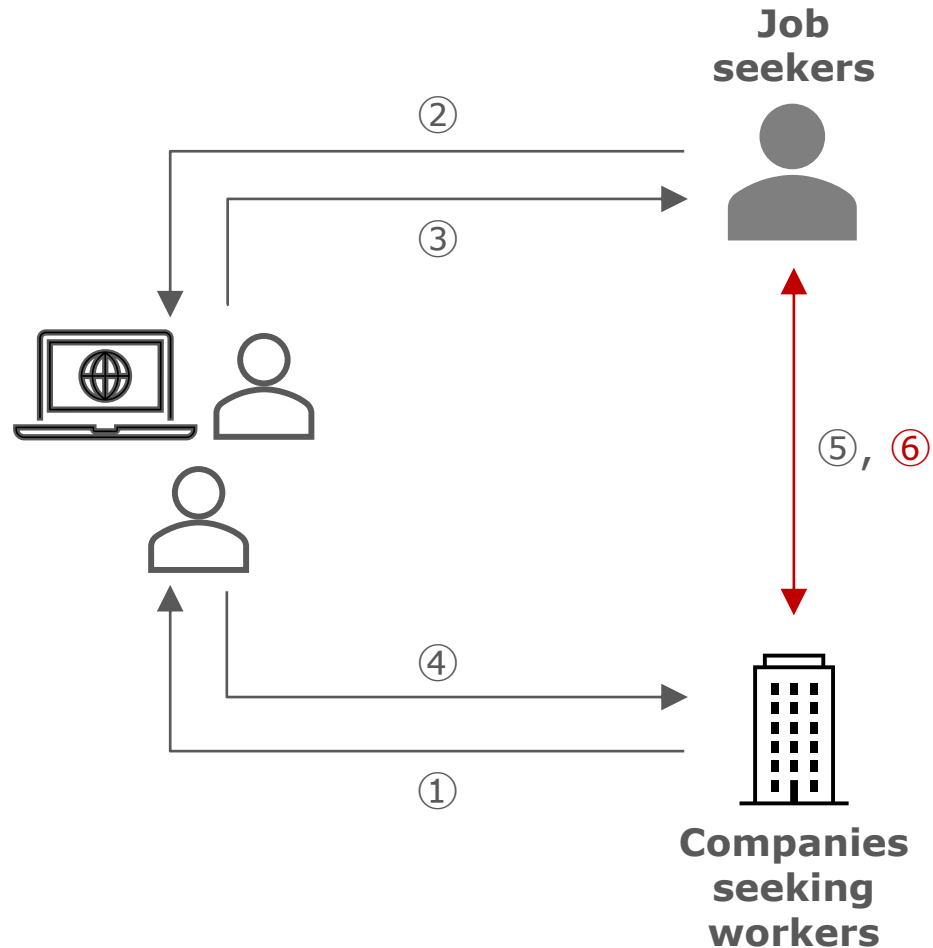 Job
seekers
②
③
⑤, ⑥
④
①
Companies
seeking
workers